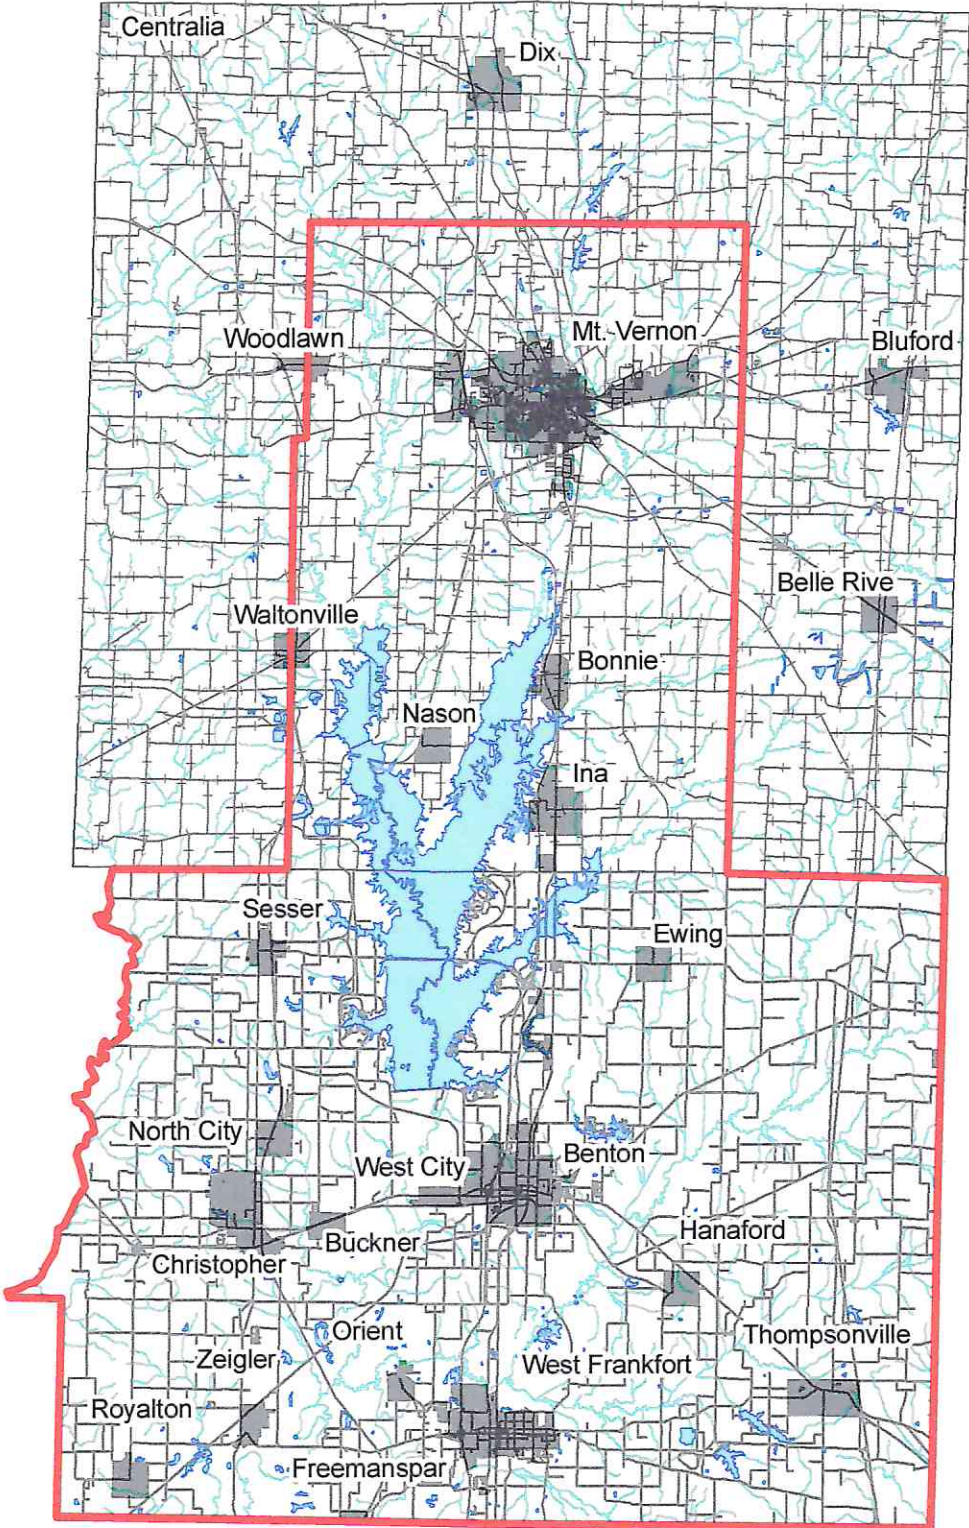 Centralia
Dix
Woodlawn
Mt. Vernon
Bluford
Belle Rive
Waltonville
Bonnie
Nason
Ina
Sesser
Ewing
North City
West City
Benton
Hanaford
Buckner
Christopher
Orient
Thompsonville
Zeigler
West Frankfort
Royalton
Freemanspar